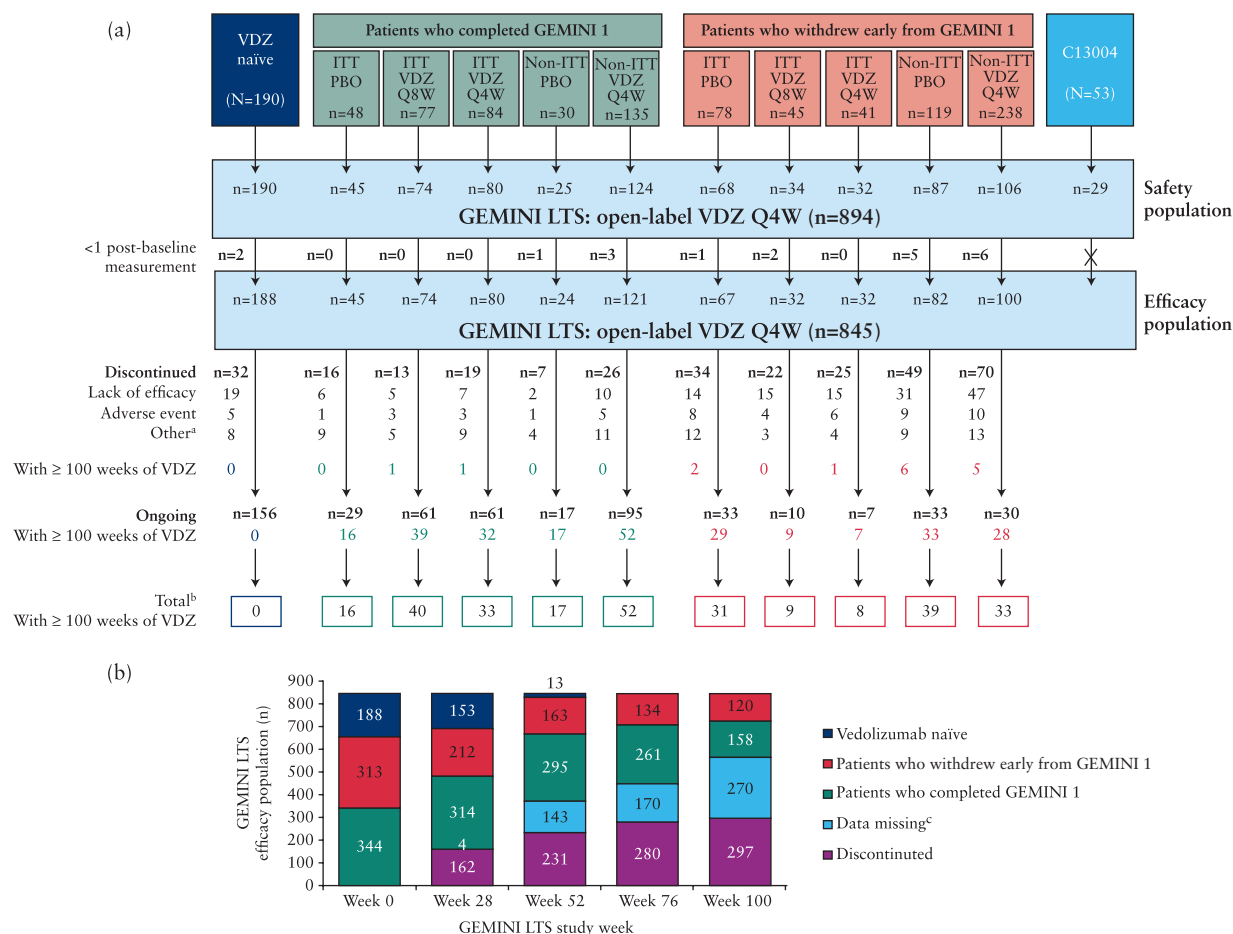 (a)
VDZ
naïve
(N=190)
Patients who completed GEMINI 1
ITT
PBO
n=48
ITT
VDZ
Q8W
n=77
ITT
VDZ
Q4W
n=84
Non-ITT
PBO
n=30
Non-ITT
VDZ
Q4W
n=135
Patients who withdrew early from GEMINI 1
ITT
PBO
n=78
ITT
VDZ
Q8W
n=45
ITT
VDZ
Q4W
n=41
Non-ITT
PBO
n=119
Non-ITT
VDZ
Q4W
n=238
C13004
(N=53)
n=190 n=45 n=74 n=80 n=25 n=124 n=68 n=34 n=32 n=87 n=106 n=29
GEMINI LTS: open-label VDZ Q4W (n=894)
Safety
population
<1 post-baseline
measurement
n=2 n=0 n=0 n=0 n=1 n=3 n=1 n=2 n=0 n=5 n=6
n=188 n=45 n=74 n=80 n=24 n=121 n=67 n=32 n=32 n=82 n=100
GEMINI LTS: open-label VDZ Q4W (n=845)
Efficacy
population
Discontinued n=32 n=16 n=13 n=19 n=7 n=26 n=34 n=22 n=25 n=49 n=70
Lack of efficacy 19 6 5 7 2 10 14 15 15 31 47
Adverse event 5 1 3 3 1 5 8 4 6 9 10
Otherᵃ 8 9 5 9 4 11 12 3 4 9 13
With ≥ 100 weeks of VDZ 0 0 1 1 0 0 2 0 1 6 5
Ongoing n=156 n=29 n=61 n=61 n=17 n=95 n=33 n=10 n=7 n=33 n=30
With ≥ 100 weeks of VDZ 0 16 39 32 17 52 29 9 7 33 28
Totalᵇ
With ≥ 100 weeks of VDZ
0 16 40 33 17 52 31 9 8 39 33
(b)
GEMINI LTS
efficacy population (n)
900
800
700
600
500
400
300
200
100
0
188
313
344
153
212
314
4
162
13
163
295
143
231
134
261
170
280
120
158
270
297
Week 0 Week 28 Week 52 Week 76 Week 100
GEMINI LTS study week
Vedolizumab naïve
Patients who withdrew early from GEMINI 1
Patients who completed GEMINI 1
Data missingᶜ
Discontinuted